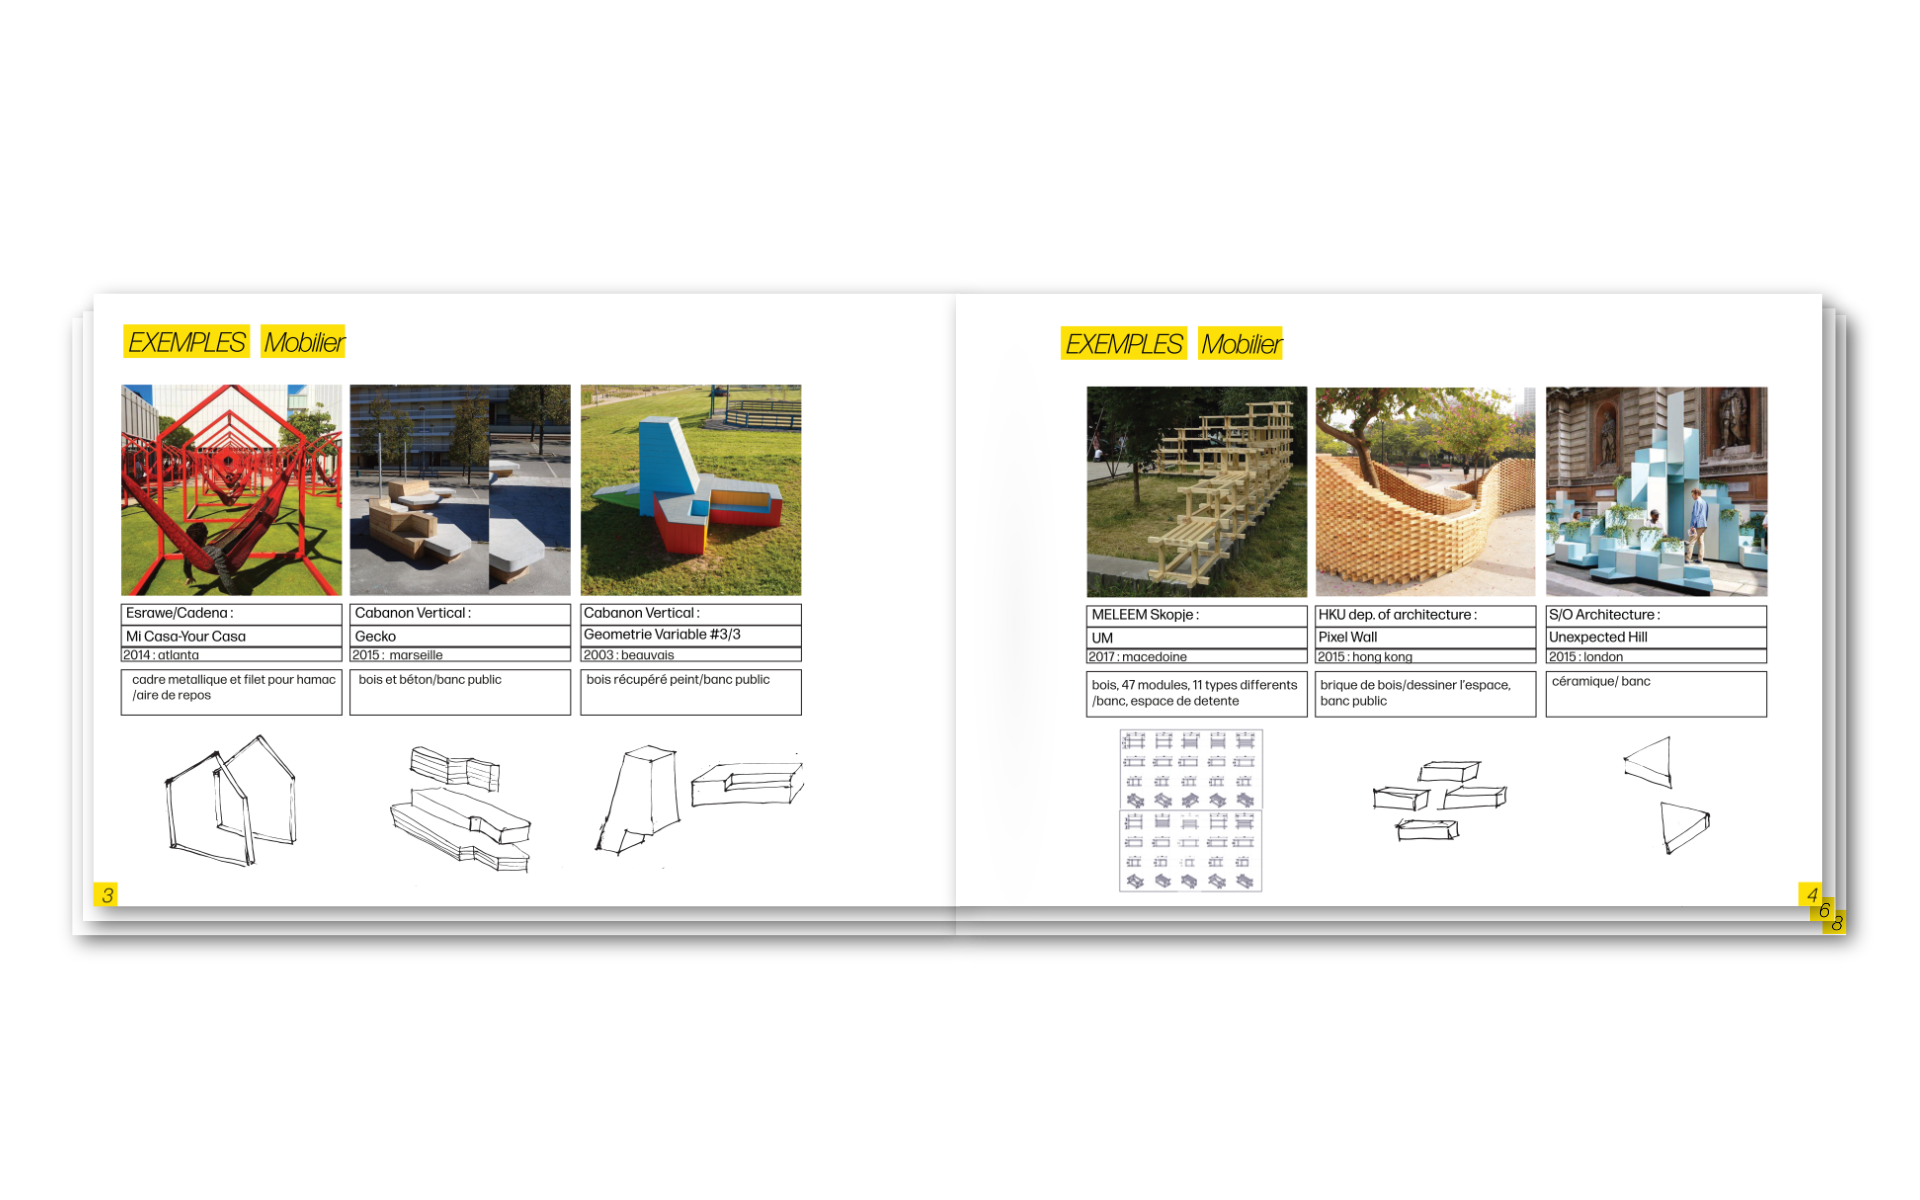 EXEMPLES Mobilier
Esrawe/Cadena :
Mi Casa-Your Casa
2014 : atlanta
cadre metallique et filet pour hamac
/aire de repos
Cabanon Vertical :
Gecko
2015 : marseille
bois et béton/banc public
Cabanon Vertical :
Geometrie Variable #3/3
2003 : beauvais
bois récupéré peint/banc public
3
EXEMPLES Mobilier
MELEEM Skopje :
UM
2017 : macedoine
bois, 47 modules, 11 types differents
/banc, espace de detente
HKU dep. of architecture :
Pixel Wall
2015 : hong kong
brique de bois/dessiner l'espace,
banc public
S/O Architecture :
Unexpected Hill
2015 : london
céramique/ banc
4
6
8